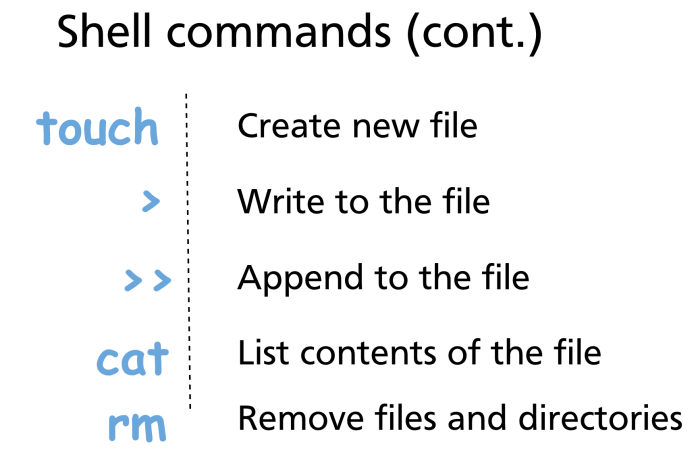 Shell commands (cont.)
touch Create new file
> Write to the file
>> Append to the file
cat List contents of the file
rm Remove files and directories